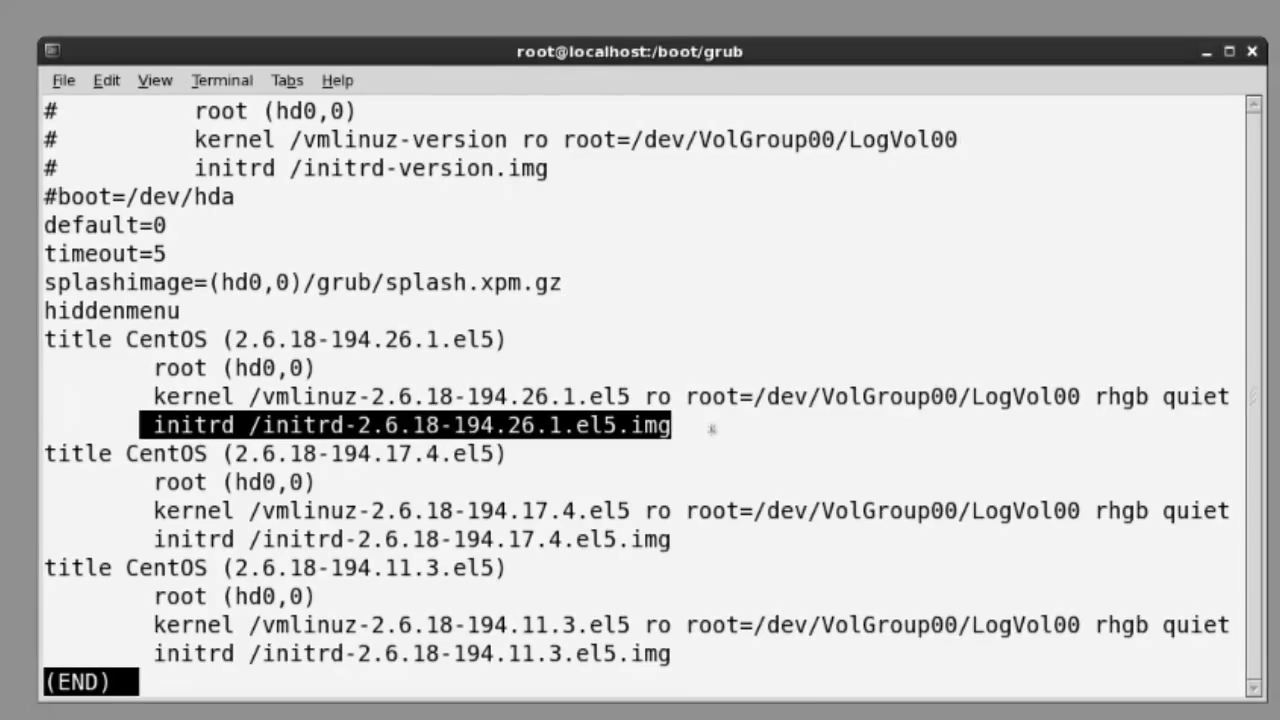 root@localhost:/boot/grub
File Edit View Terminal Tabs Help
# root (hd0,0)
# kernel /vmlinuz-version ro root=/dev/VolGroup00/LogVol00
# initrd /initrd-version.img
#boot=/dev/hda
default=0
timeout=5
splashimage=(hd0,0)/grub/splash.xpm.gz
hiddenmenu
title CentOS (2.6.18-194.26.1.el5)
root (hd0,0)
kernel /vmlinuz-2.6.18-194.26.1.el5 ro root=/dev/VolGroup00/LogVol00 rhgb quiet
initrd /initrd-2.6.18-194.26.1.el5.img
title CentOS (2.6.18-194.17.4.el5)
root (hd0,0)
kernel /vmlinuz-2.6.18-194.17.4.el5 ro root=/dev/VolGroup00/LogVol00 rhgb quiet
initrd /initrd-2.6.18-194.17.4.el5.img
title CentOS (2.6.18-194.11.3.el5)
root (hd0,0)
kernel /vmlinuz-2.6.18-194.11.3.el5 ro root=/dev/VolGroup00/LogVol00 rhgb quiet
initrd /initrd-2.6.18-194.11.3.el5.img
(END)